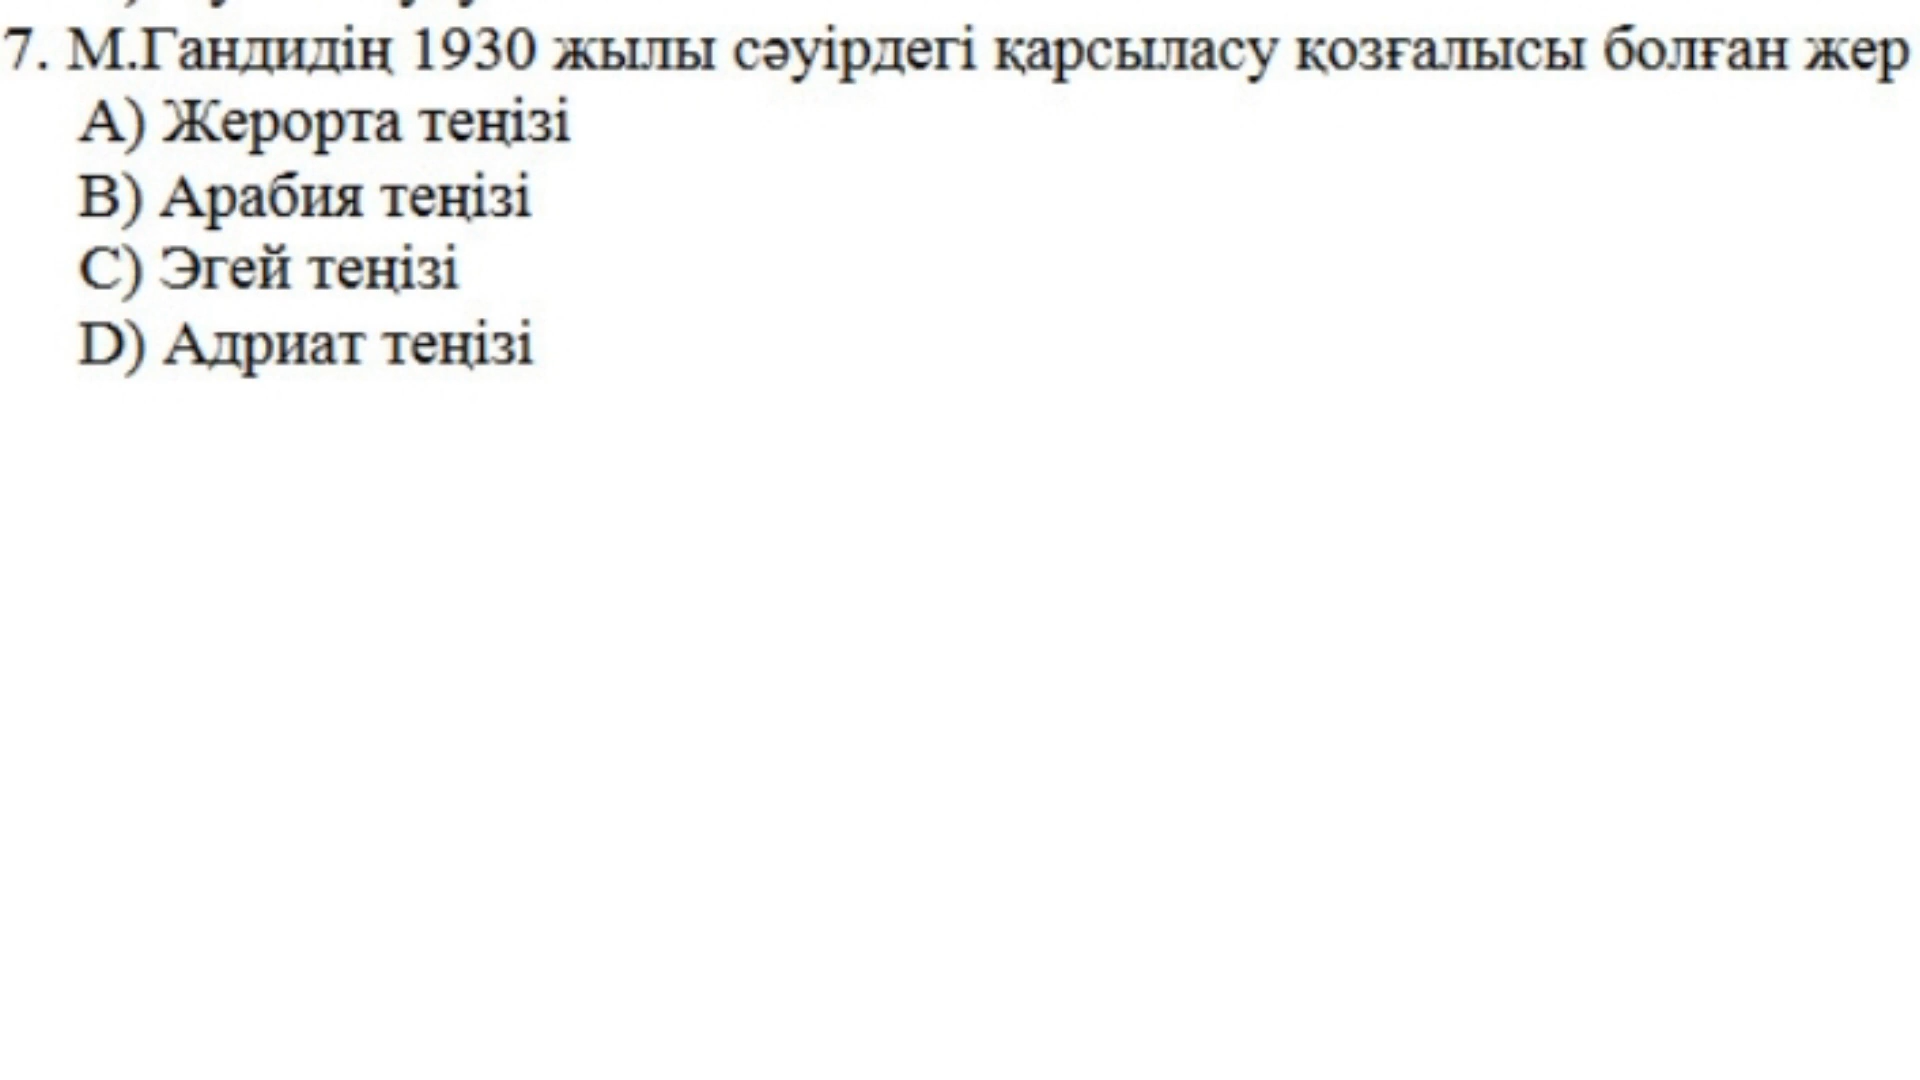 7. М.Гандидің 1930 жылы сәуірдегі қарсыласу қозғалысы болған жер
A) Жерорта теңізі
B) Арабия теңізі
C) Эгей теңізі
D) Адриат теңізі